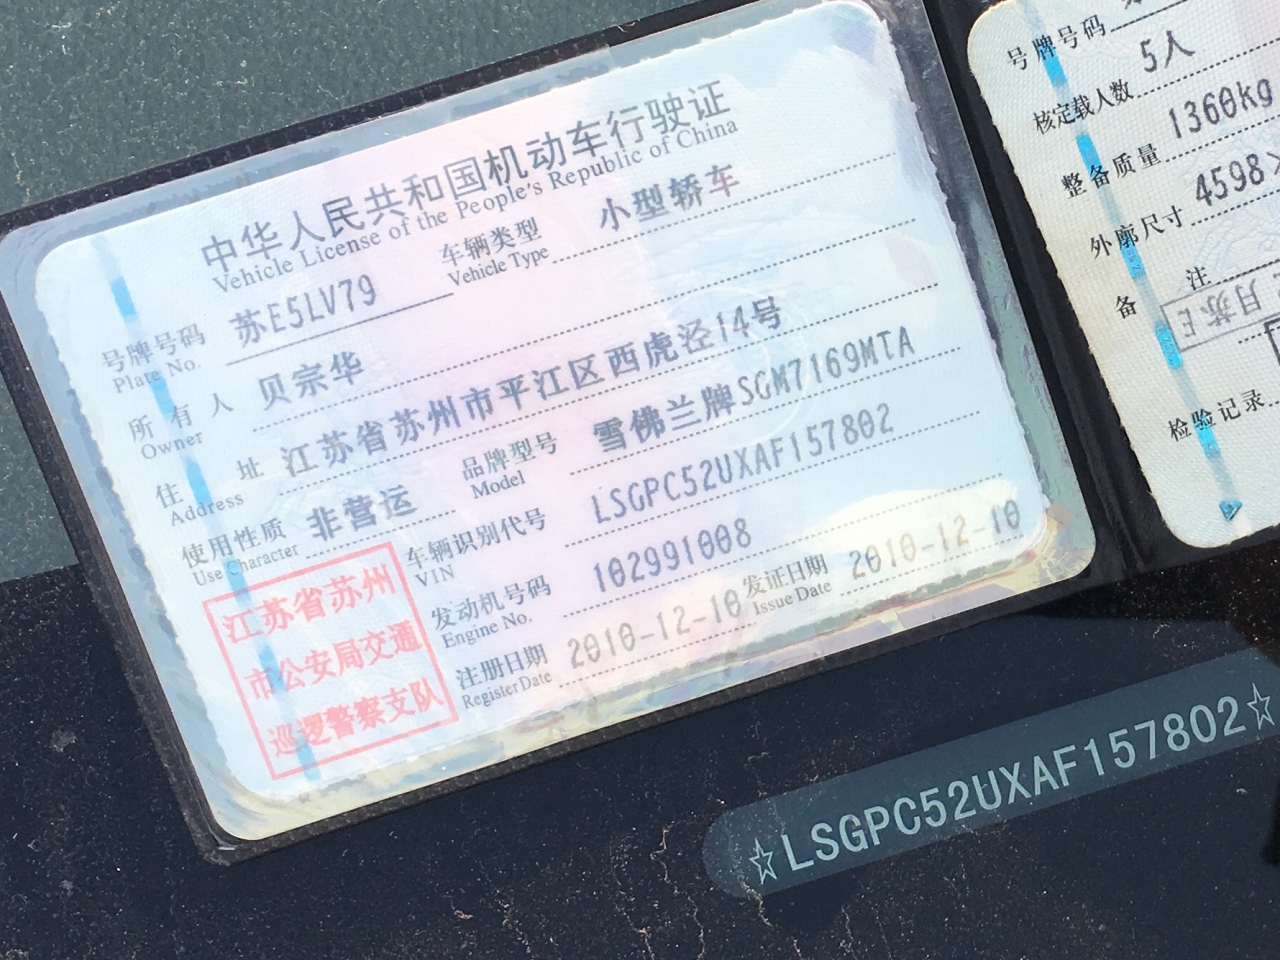 中华人民共和国机动车行驶证
Vehicle License of the People's Republic of China
号牌号码 苏E5LV79 车辆类型 小型轿车
Plate No. Vehicle Type
所有人 贝宗华
Owner
住址 江苏省苏州市平江区西虎泾14号
Address
使用性质 非营运 品牌型号 雪佛兰牌SGM7169MTA
Use Character Model
车辆识别代号 LSGPC52UXAF157802
VIN
发动机号码 102991008
Engine No.
注册日期 2010-12-10 发证日期 2010-12-10
Register Date Issue Date
江苏省苏州
市公安局交通
巡逻警察支队
号牌号码
核定载人数 5人
整备质量 1360kg
外廓尺寸 4598×
备注
检验记录
☆LSGPC52UXAF157802☆